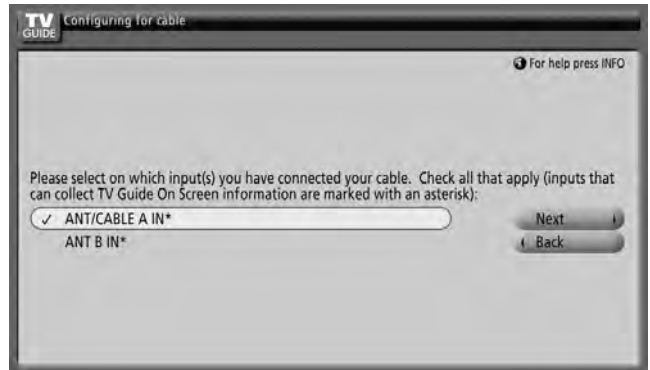 TV GUIDE
Configuring for cable
For help press INFO
Please select on which input(s) you have connected your cable. Check all that apply (inputs that
can collect TV Guide On Screen information are marked with an asterisk):
✓ ANT/CABLE A IN*
Next
ANT B IN*
Back